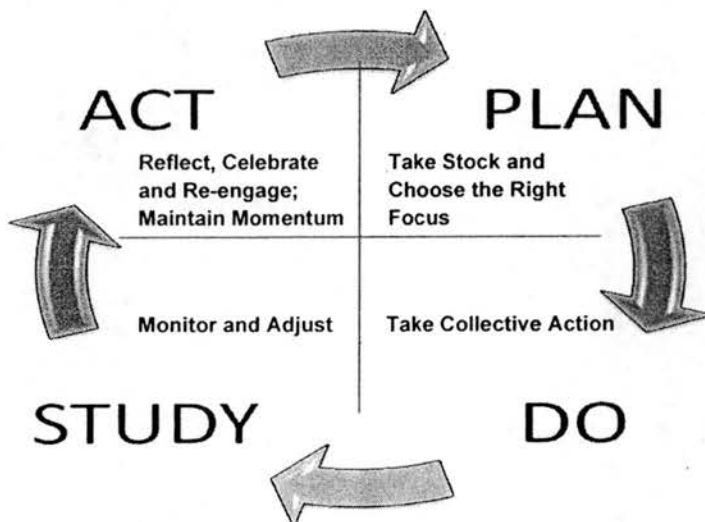 ACT
PLAN
Reflect, Celebrate
and Re-engage;
Maintain Momentum
Take Stock and
Choose the Right
Focus
Monitor and Adjust
Take Collective Action
STUDY
DO